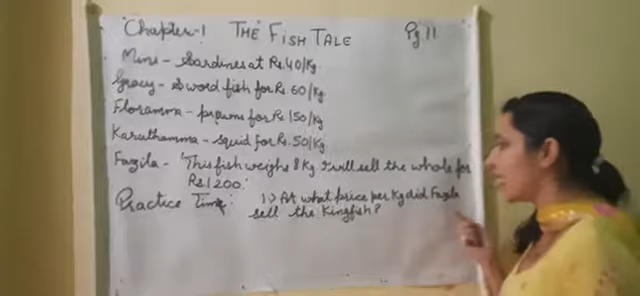 Chapter-1 THE FISH TALE Pg 11
Mini - Sardines at Rs.40/Kg.
Gracy - Sword fish for Rs. 60/Kg
Floramma - prawns for Rs 150/Kg
Karuthamma - squid for Rs. 50/Kg
Fazila - "This fish weighs 8 Kg I will sell the whole for
Rs.1200."
Practice Time: 1) At what price per Kg did Fazila
sell the Kingfish?